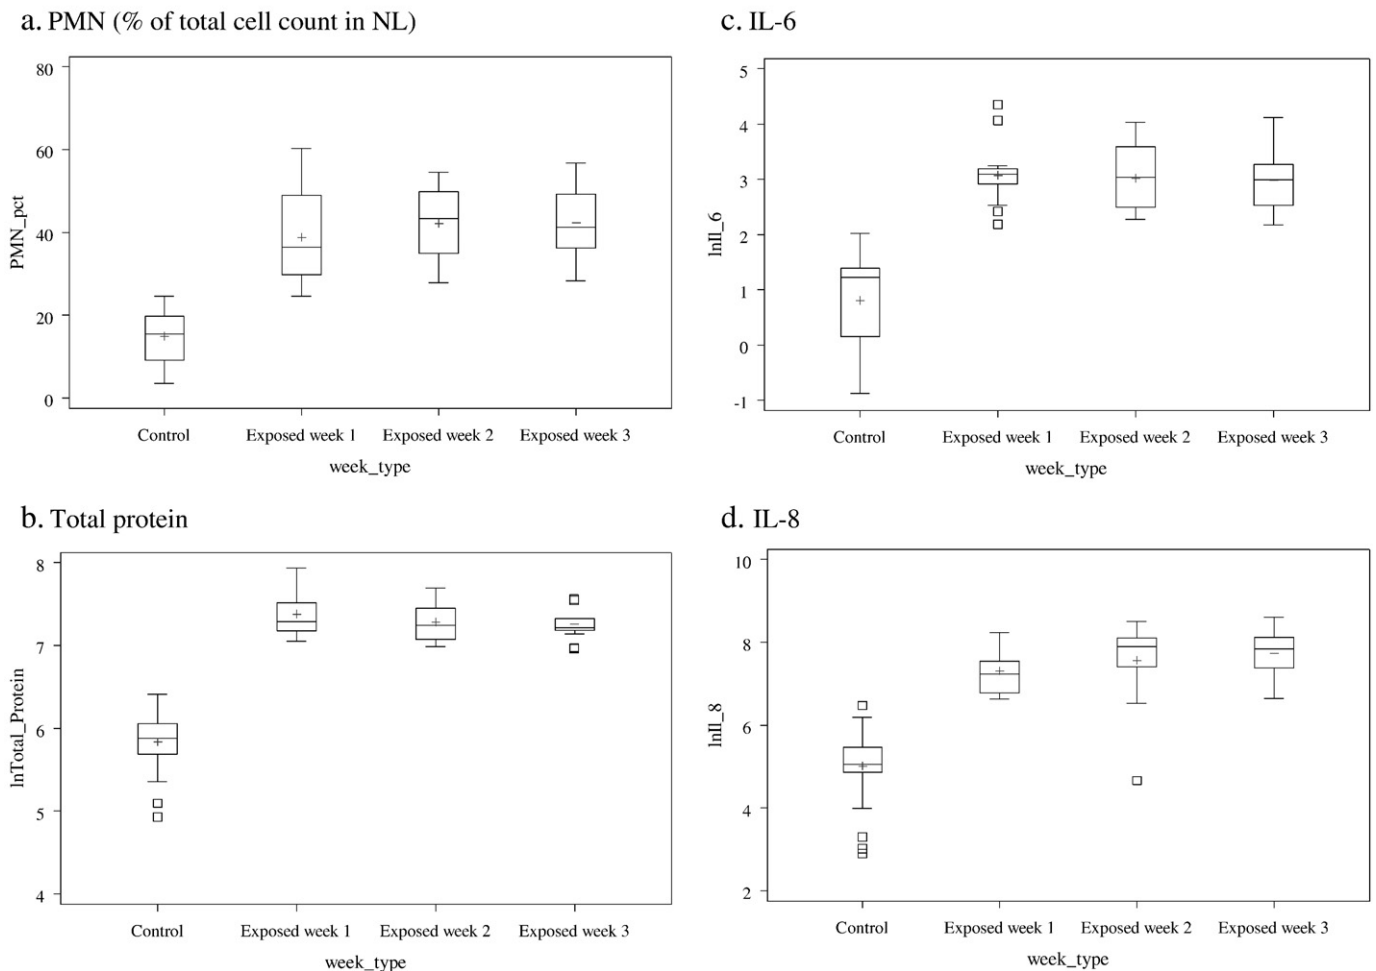 a. PMN (% of total cell count in NL)
80
60
40
20
0
PMN_pct
Control
Exposed week 1
Exposed week 2
Exposed week 3
week_type
c. IL-6
5
4
3
2
1
0
-1
lnIl_6
Control
Exposed week 1
Exposed week 2
Exposed week 3
week_type
b. Total protein
8
7
6
5
4
lnTotal_Protein
Control
Exposed week 1
Exposed week 2
Exposed week 3
week_type
d. IL-8
10
8
6
4
2
lnIl_8
Control
Exposed week 1
Exposed week 2
Exposed week 3
week_type